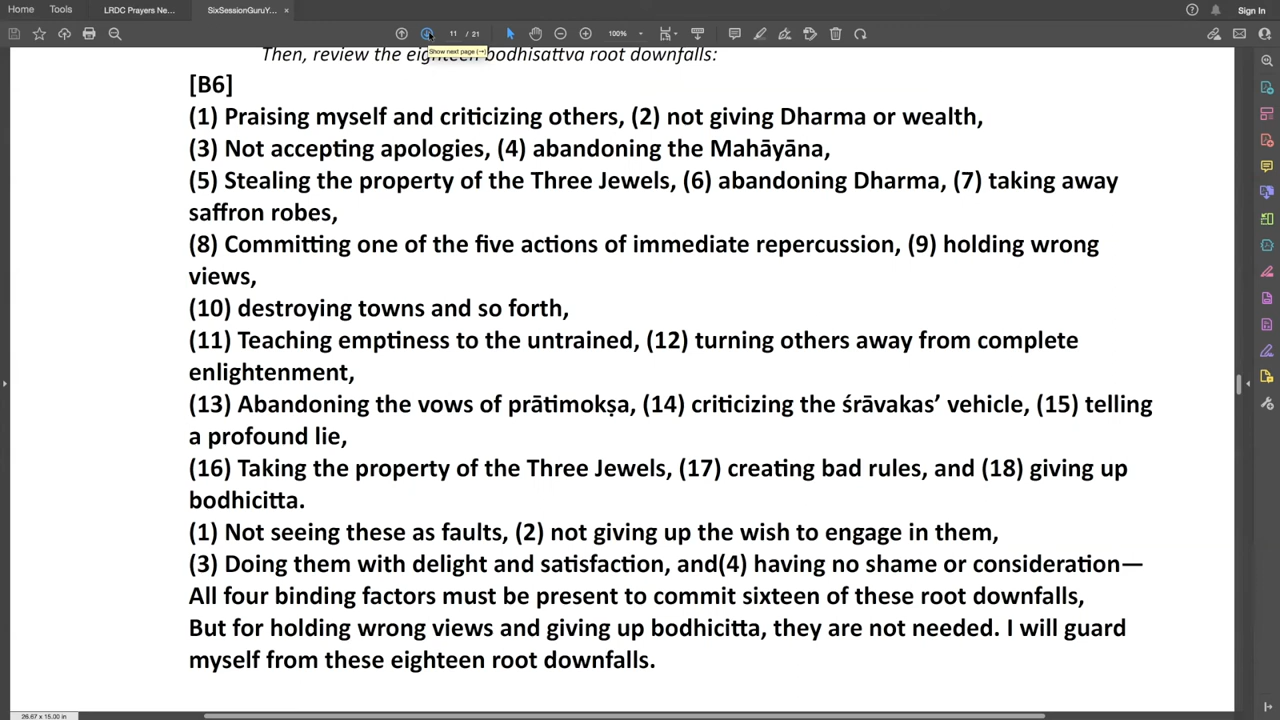 Home Tools LRDC Prayers Ne... SixSessionGuruY... × Sign In
11 / 21 100%
Show next page (→)
Then, review the eighteen bodhisattva root downfalls:
[B6]
(1) Praising myself and criticizing others, (2) not giving Dharma or wealth,
(3) Not accepting apologies, (4) abandoning the Mahāyāna,
(5) Stealing the property of the Three Jewels, (6) abandoning Dharma, (7) taking away
saffron robes,
(8) Committing one of the five actions of immediate repercussion, (9) holding wrong
views,
(10) destroying towns and so forth,
(11) Teaching emptiness to the untrained, (12) turning others away from complete
enlightenment,
(13) Abandoning the vows of prātimokṣa, (14) criticizing the śrāvakas’ vehicle, (15) telling
a profound lie,
(16) Taking the property of the Three Jewels, (17) creating bad rules, and (18) giving up
bodhicitta.
(1) Not seeing these as faults, (2) not giving up the wish to engage in them,
(3) Doing them with delight and satisfaction, and(4) having no shame or consideration—
All four binding factors must be present to commit sixteen of these root downfalls,
But for holding wrong views and giving up bodhicitta, they are not needed. I will guard
myself from these eighteen root downfalls.
26.67 x 15.00 in